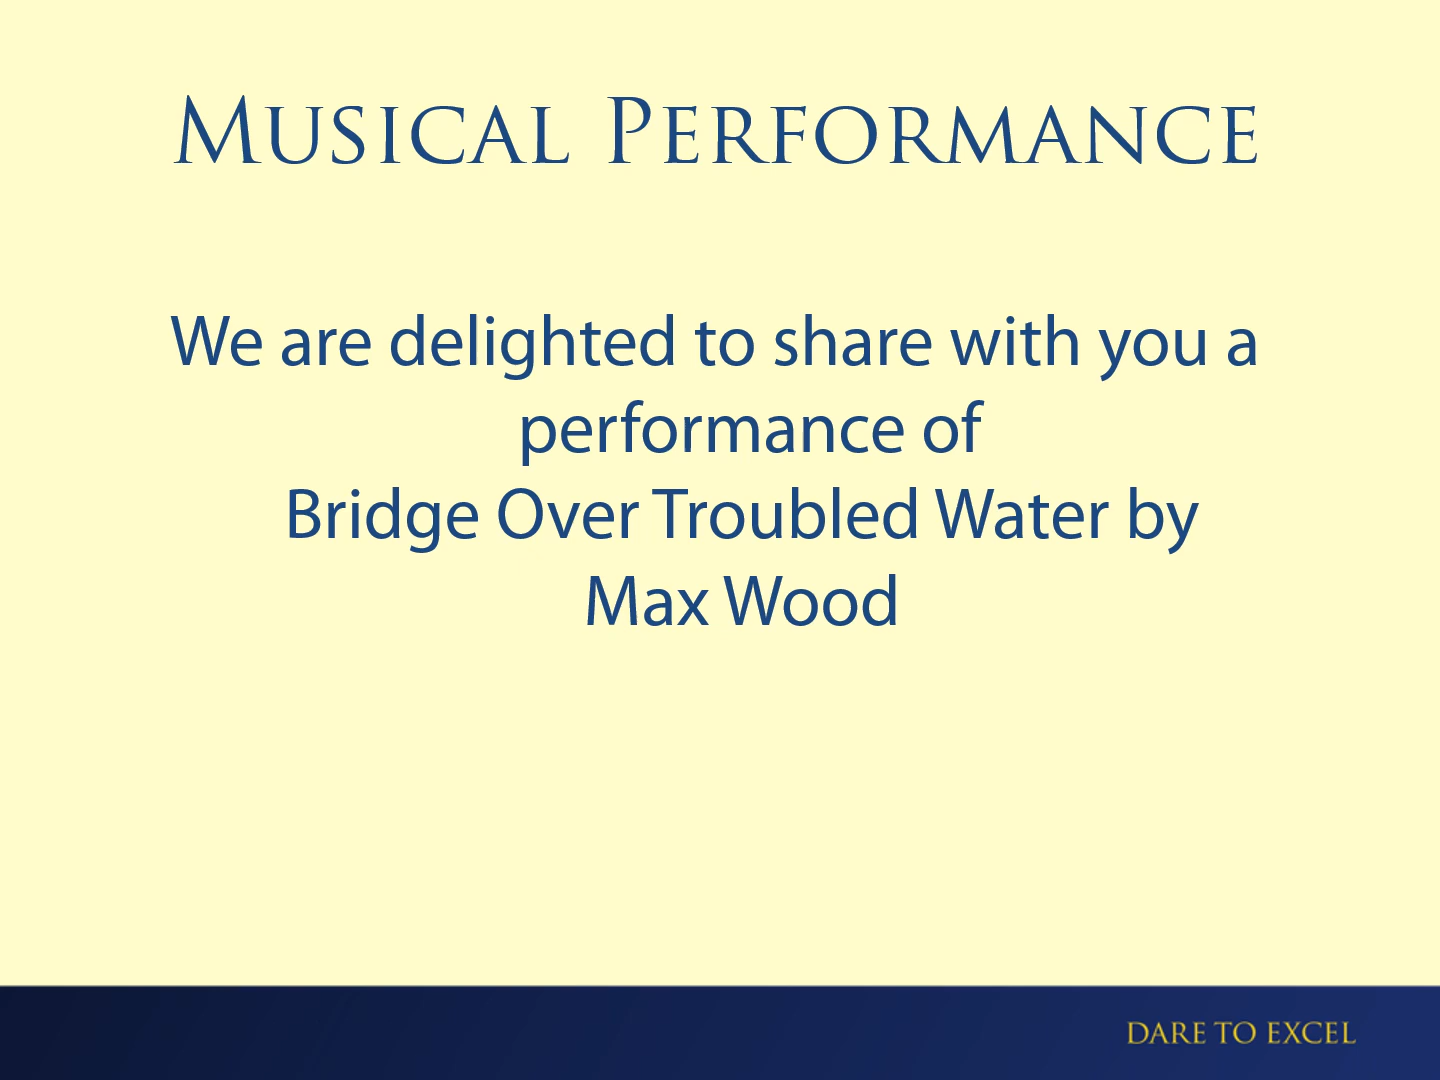 Musical Performance
We are delighted to share with you a
performance of
Bridge Over Troubled Water by
Max Wood
DARE TO EXCEL